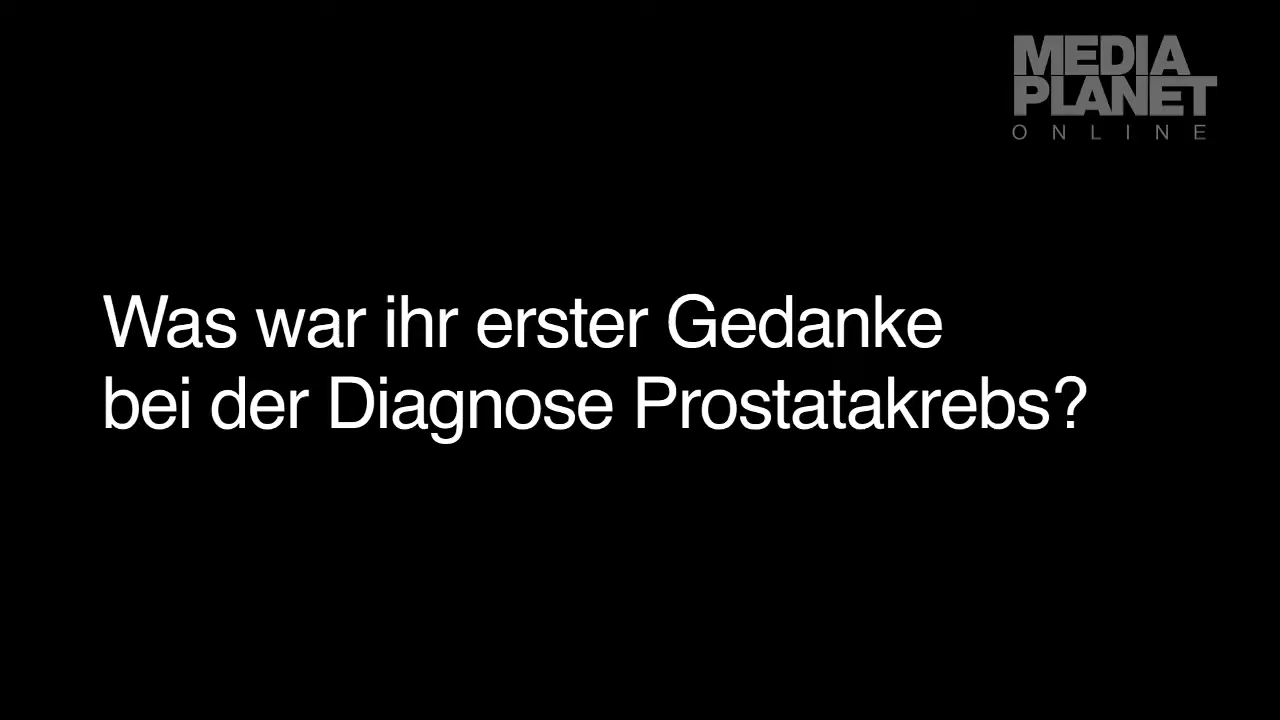 MEDIA
PLANET
ONLINE
Was war ihr erster Gedanke
bei der Diagnose Prostatakrebs?